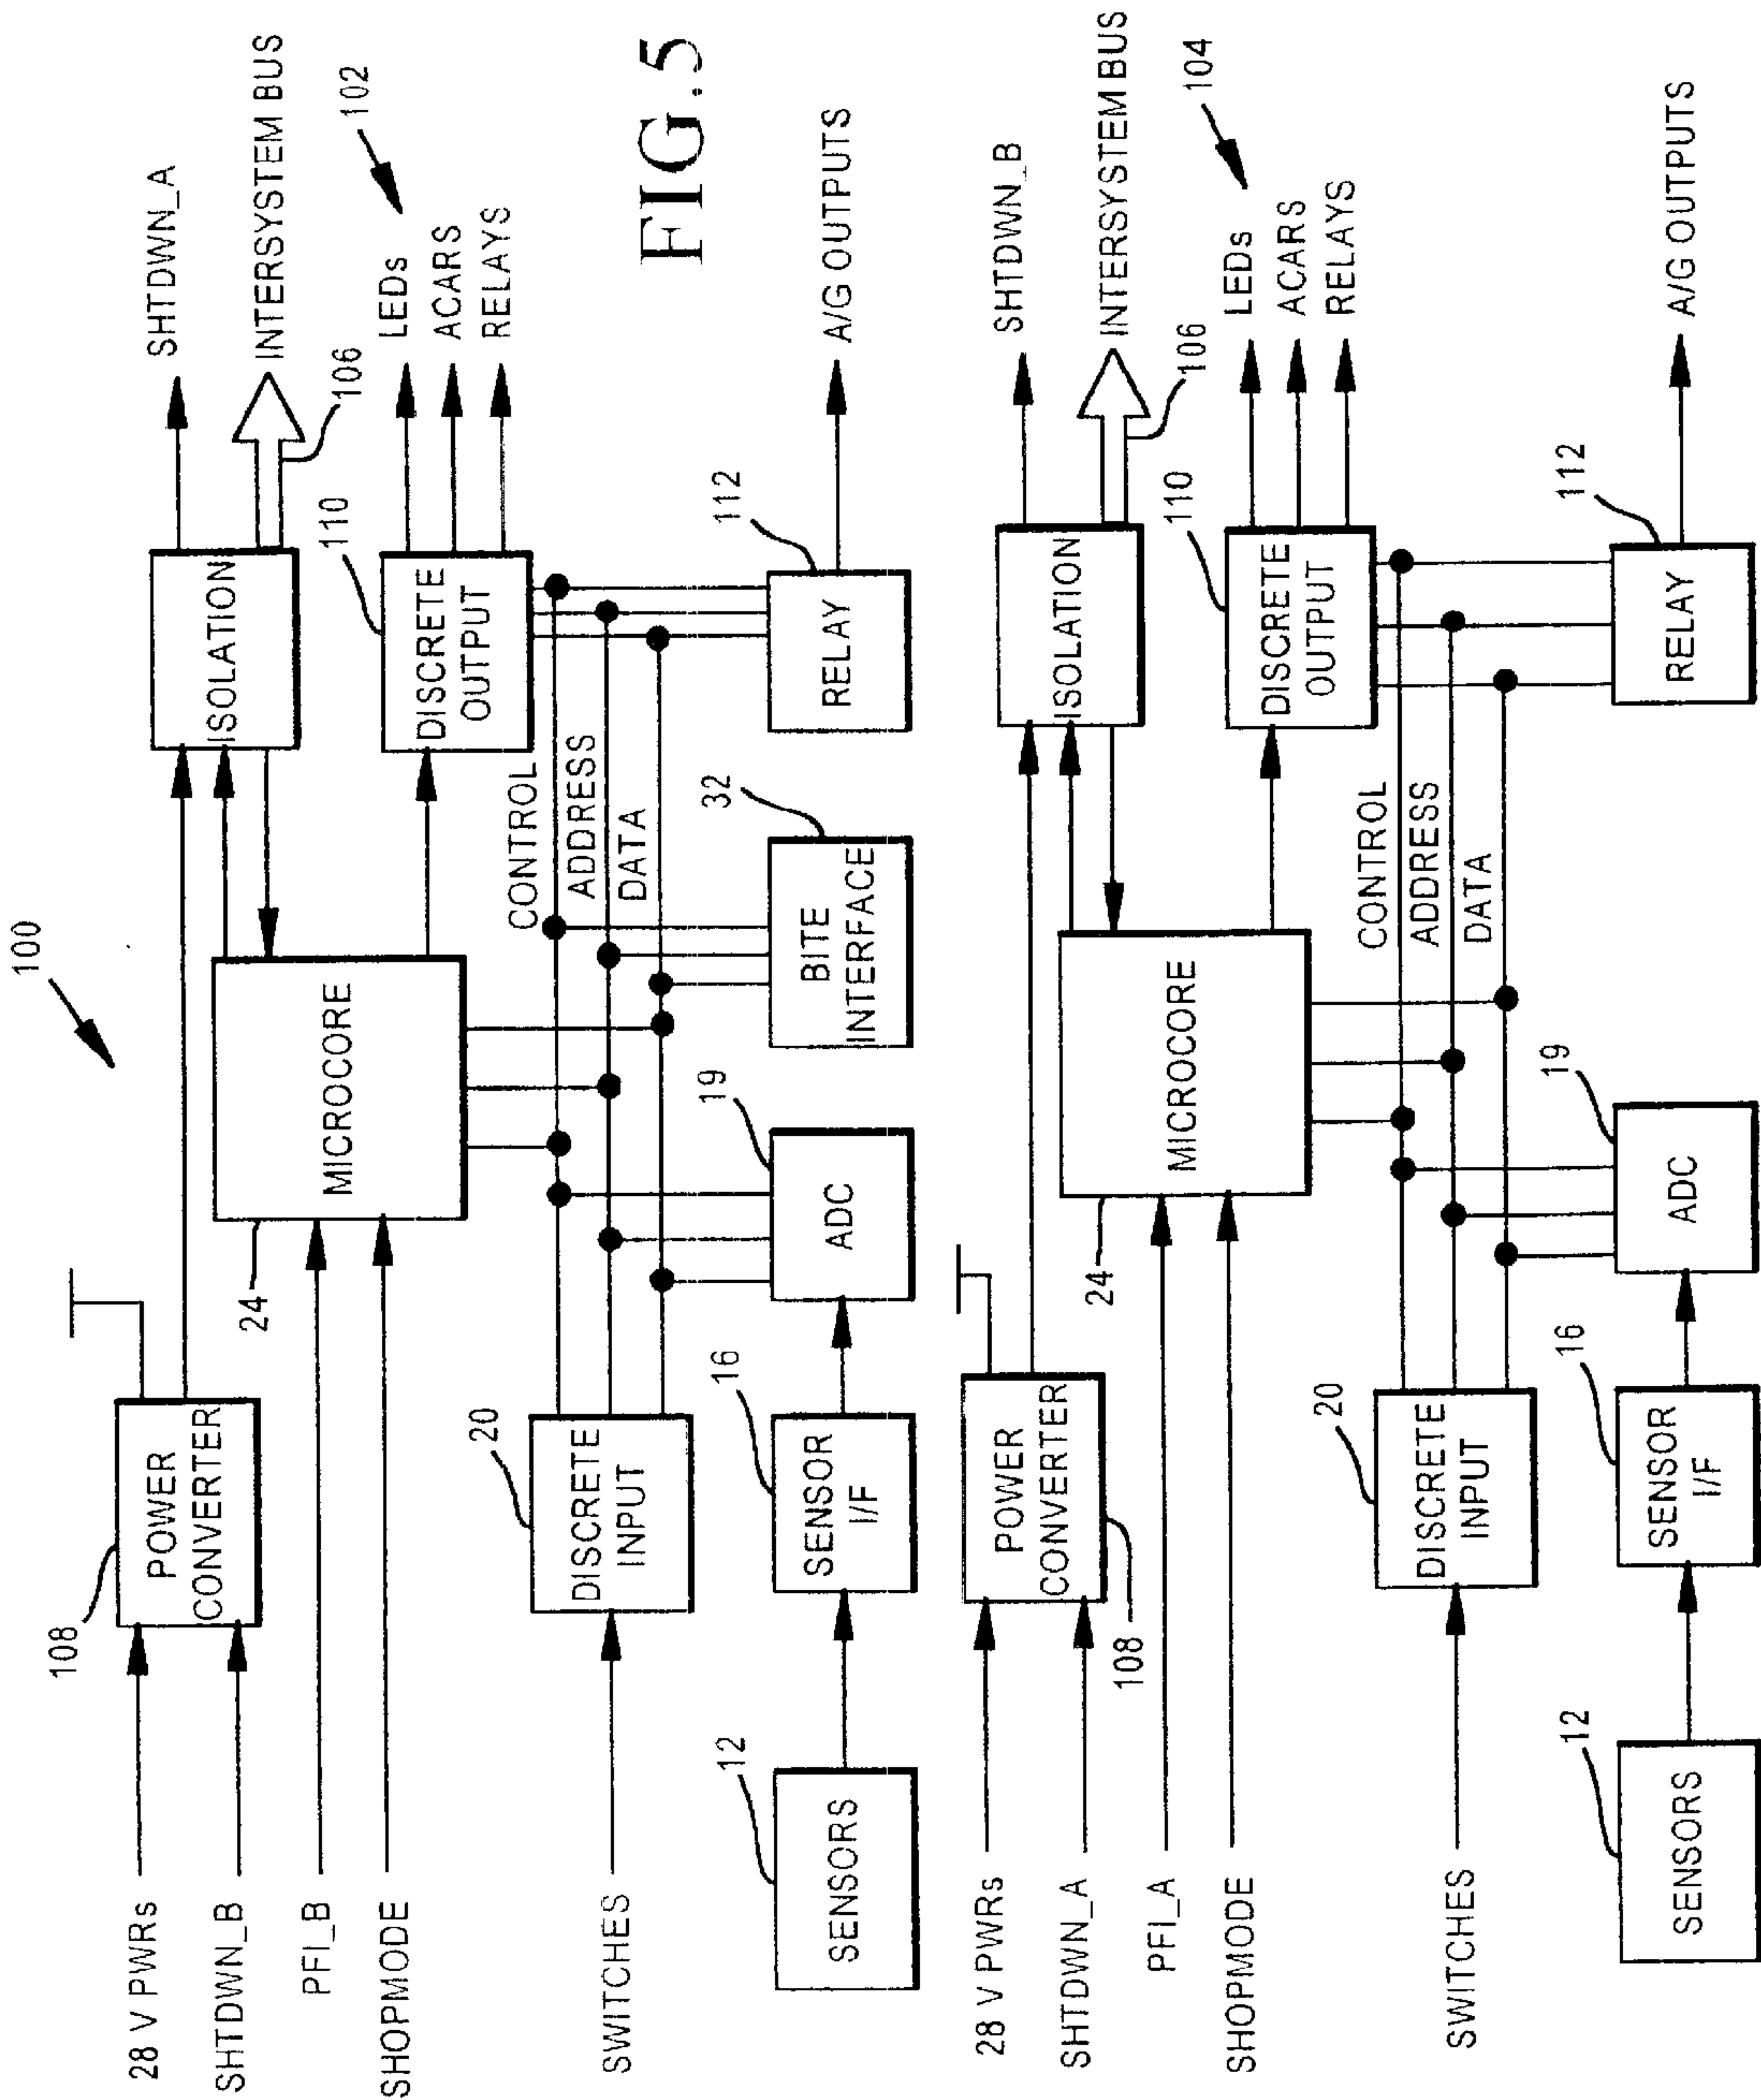 FIG.5
100
102
28 V PWRs
SHTDWN_B
PFI_B
SHOPMODE
SWITCHES
108
POWER
CONVERTER
24
MICROCORE
ISOLATION
SHTDWN_A
INTERSYSTEM BUS
106
110
DISCRETE
OUTPUT
LEDs
ACARS
RELAYS
CONTROL
ADDRESS
DATA
20
DISCRETE
INPUT
12
SENSORS
16
SENSOR
I/F
19
ADC
32
BITE
INTERFACE
112
RELAY
A/G OUTPUTS
104
28 V PWRs
SHTDWN_A
PFI_A
SHOPMODE
SWITCHES
108
POWER
CONVERTER
24
MICROCORE
ISOLATION
SHTDWN_B
INTERSYSTEM BUS
106
110
DISCRETE
OUTPUT
LEDs
ACARS
RELAYS
CONTROL
ADDRESS
DATA
20
DISCRETE
INPUT
12
SENSORS
16
SENSOR
I/F
19
ADC
112
RELAY
A/G OUTPUTS